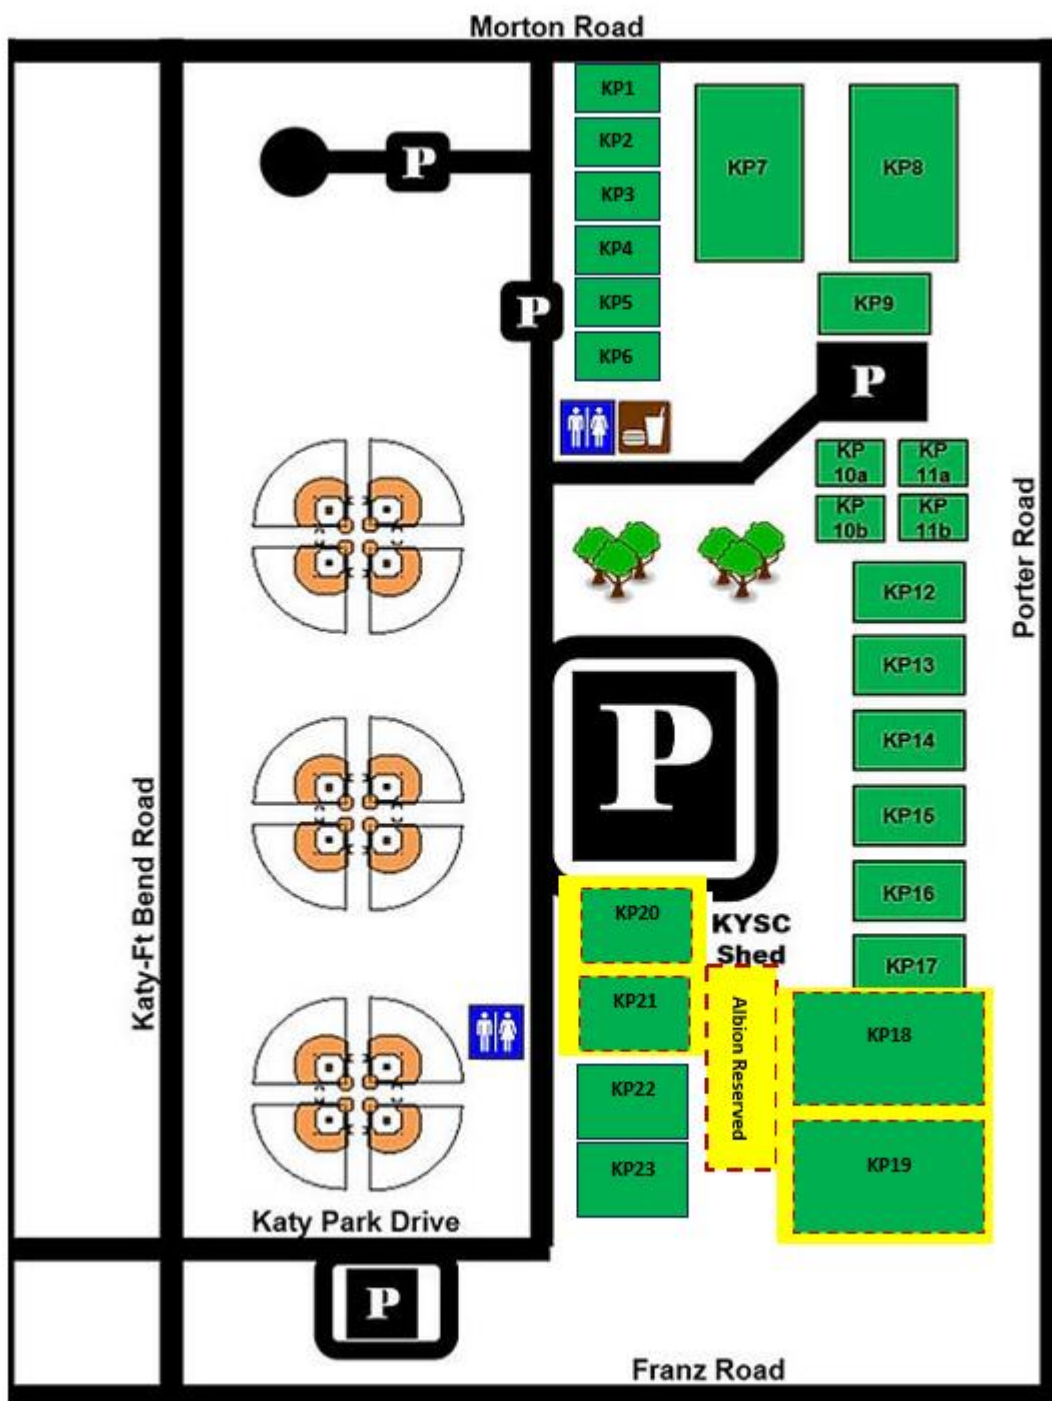 Morton Road
KP1
KP2
KP3
KP4
KP5
KP6
KP7
KP8
KP9
P
P
P
KP
10a
KP
11a
KP
10b
KP
11b
Porter Road
KP12
KP13
KP14
KP15
KP16
KP17
P
Katy-Ft Bend Road
KP20
KYSC
Shed
KP21
Albion Reserved
KP18
KP22
KP19
KP23
Katy Park Drive
P
Franz Road